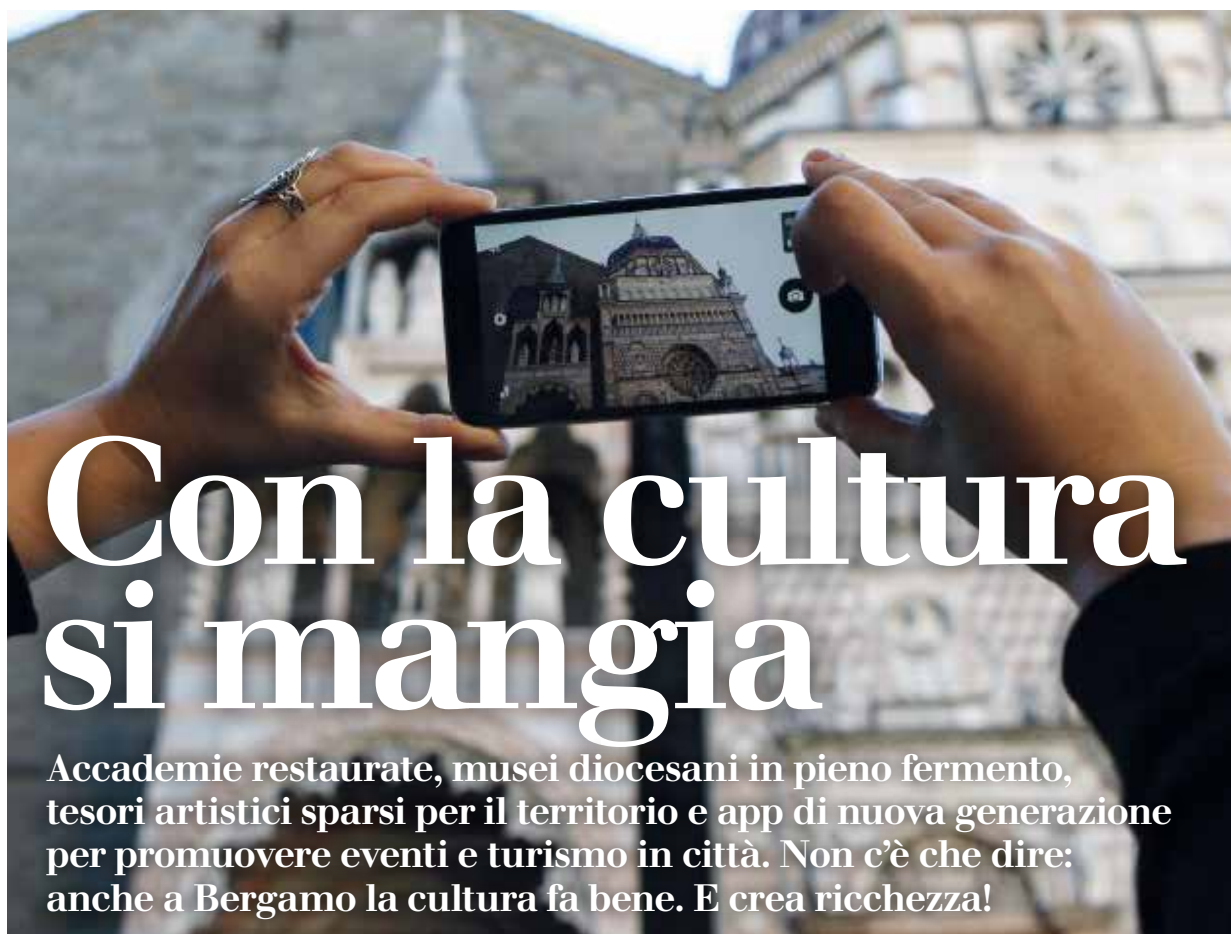 Con la cultura
si mangia
Accademie restaurate, musei diocesani in pieno fermento,
tesori artistici sparsi per il territorio e app di nuova generazione
per promuovere eventi e turismo in città. Non c’è che dire:
anche a Bergamo la cultura fa bene. E crea ricchezza!